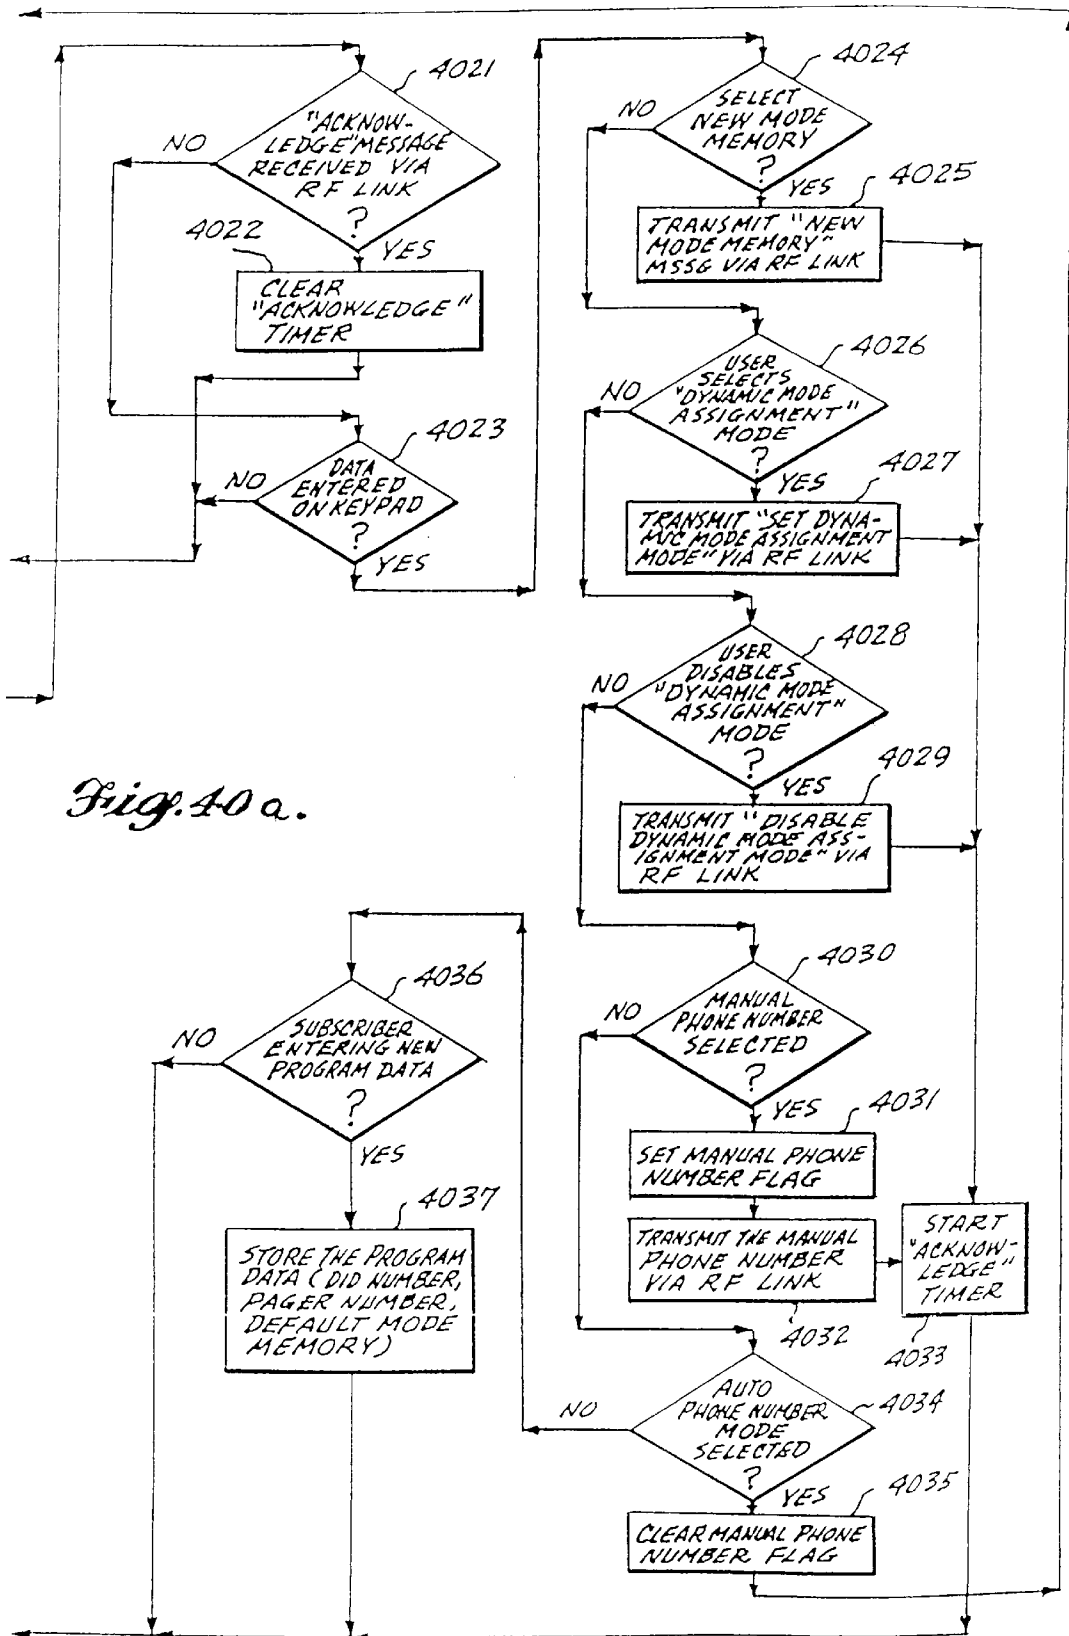 4021
"ACKNOW-
LEDGE" MESSAGE
RECEIVED VIA
RF LINK
?
NO
YES
4022
CLEAR
"ACKNOWLEDGE"
TIMER
4023
DATA
ENTERED
ON KEYPAD
?
NO
YES
4024
SELECT
NEW MODE
MEMORY
?
NO
YES
4025
TRANSMIT "NEW
MODE MEMORY"
MSSG VIA RF LINK
4026
USER
SELECTS
"DYNAMIC MODE
ASSIGNMENT"
MODE
?
NO
YES
4027
TRANSMIT "SET DYNA-
MIC MODE ASSIGNMENT
MODE" VIA RF LINK
4028
USER
DISABLES
"DYNAMIC MODE
ASSIGNMENT"
MODE
?
NO
YES
4029
TRANSMIT "DISABLE
DYNAMIC MODE ASS-
IGNMENT MODE" VIA
RF LINK
Fig. 40a.
4030
MANUAL
PHONE NUMBER
SELECTED
?
NO
YES
4031
SET MANUAL PHONE
NUMBER FLAG
TRANSMIT THE MANUAL
PHONE NUMBER
VIA RF LINK
4032
START
"ACKNOW-
LEDGE"
TIMER
4033
AUTO
PHONE NUMBER
MODE
SELECTED
?
4034
NO
YES
4035
CLEAR MANUAL PHONE
NUMBER FLAG
4036
SUBSCRIBER
ENTERING NEW
PROGRAM DATA
?
NO
YES
4037
STORE THE PROGRAM
DATA (DID NUMBER,
PAGER NUMBER,
DEFAULT MODE
MEMORY)